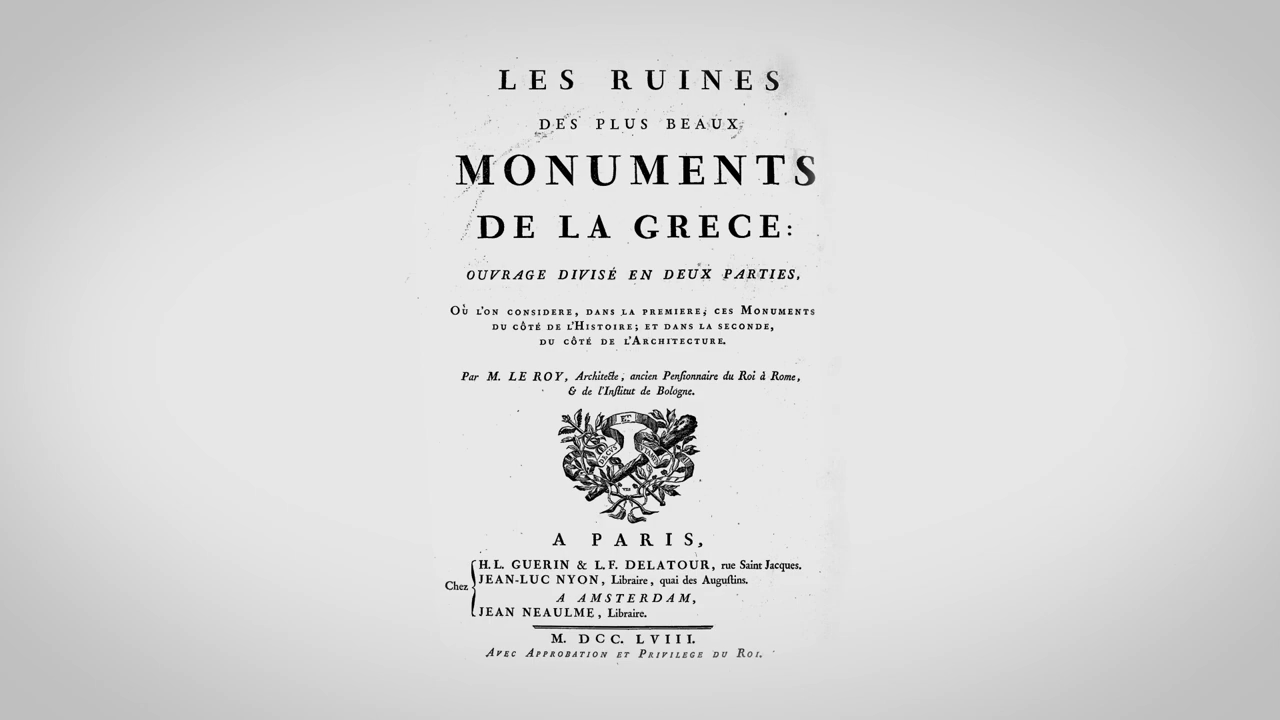 LES RUINES
DES PLUS BEAUX
MONUMENTS
DE LA GRECE:
OUVRAGE DIVISÉ EN DEUX PARTIES,
OÙ L'ON CONSIDERE, DANS LA PREMIERE, CES MONUMENTS
DU CÔTÉ DE L'HISTOIRE; ET DANS LA SECONDE,
DU CÔTÉ DE L'ARCHITECTURE.
Par M. LE ROY, Architecte, ancien Penſionnaire du Roi à Rome,
& de l'Inſtitut de Bologne.
ET
A PARIS,
H.L. GUERIN & L.F. DELATOUR, rue Saint Jacques.
JEAN-LUC NYON, Libraire, quai des Auguſtins.
Chez
A AMSTERDAM,
JEAN NEAULME, Libraire.
M. DCC. LVIII.
AVEC APPROBATION ET PRIVILEGE DU ROI.